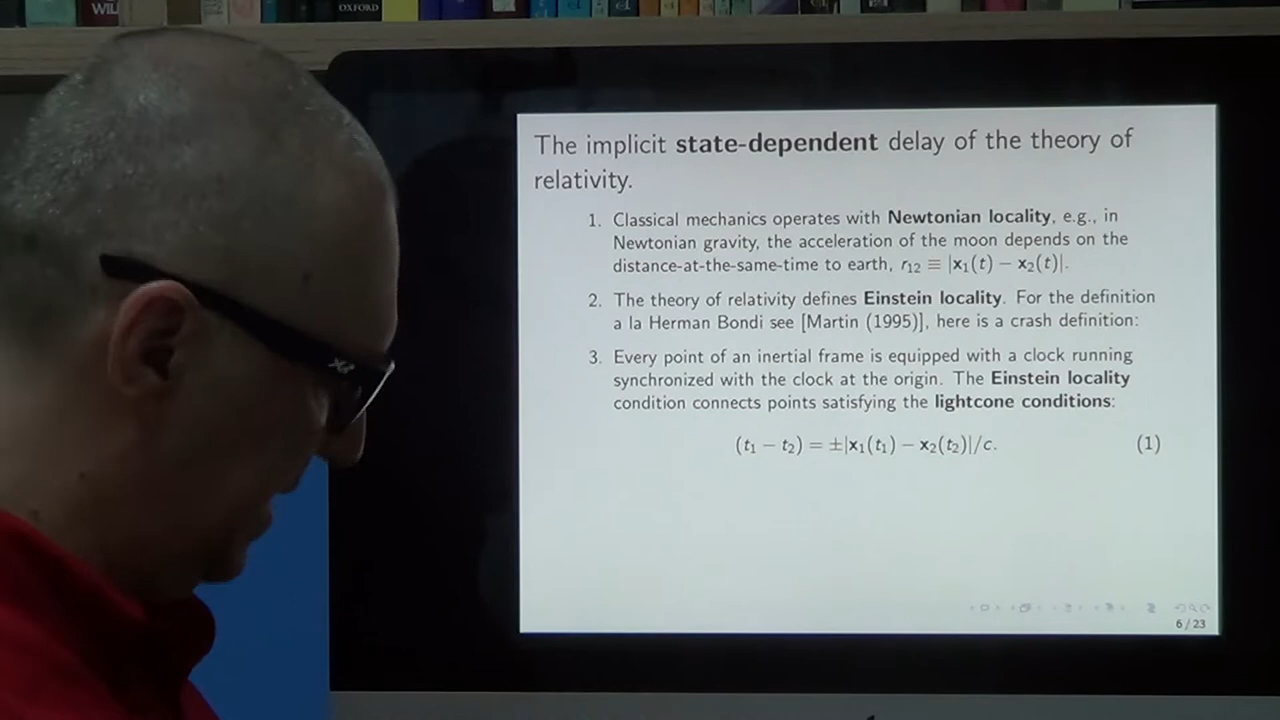 WIL
OXFORD
The implicit state-dependent delay of the theory of
relativity.
1. Classical mechanics operates with Newtonian locality, e.g., in
Newtonian gravity, the acceleration of the moon depends on the
distance-at-the-same-time to earth, r₁₂ ≡ |x₁(t) − x₂(t)|.
2. The theory of relativity defines Einstein locality. For the definition
a la Herman Bondi see [Martin (1995)], here is a crash definition:
3. Every point of an inertial frame is equipped with a clock running
synchronized with the clock at the origin. The Einstein locality
condition connects points satisfying the lightcone conditions:
(t₁ − t₂) = ±|x₁(t₁) − x₂(t₂)|/c. (1)
6 / 23